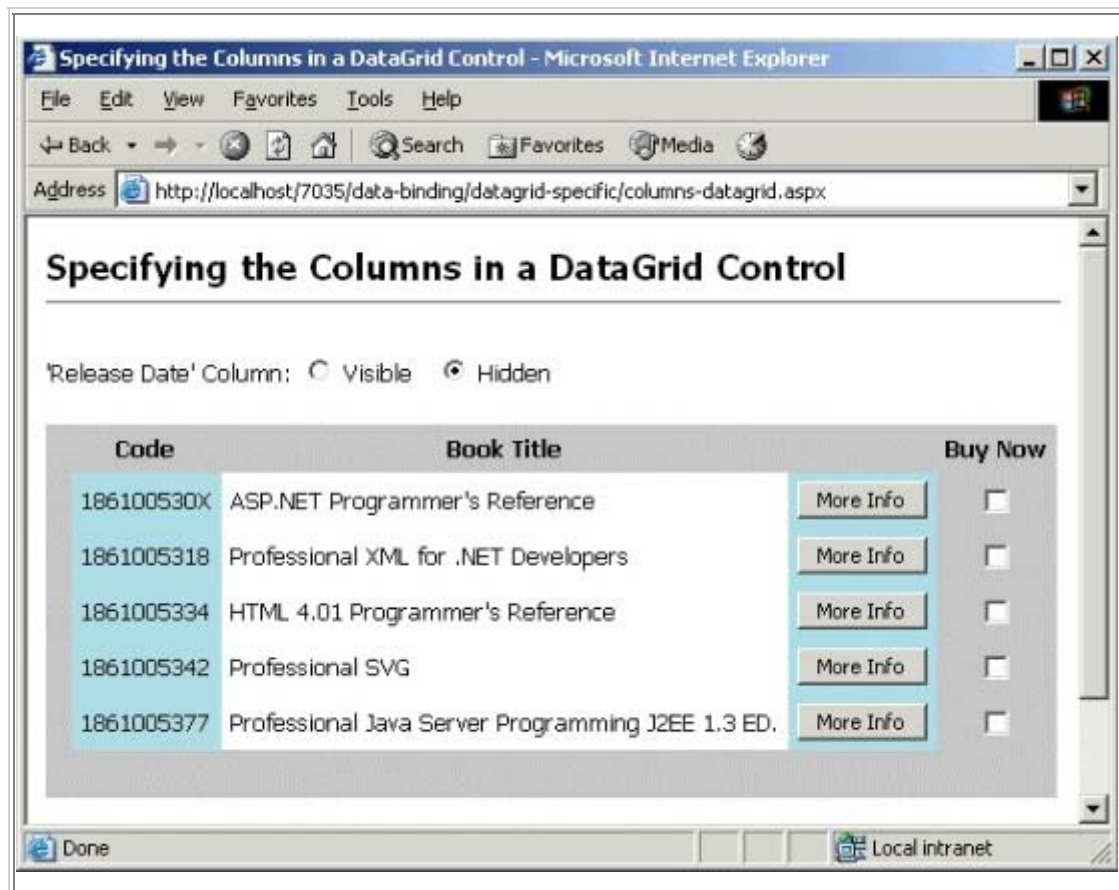 Specifying the Columns in a DataGrid Control - Microsoft Internet Explorer
File Edit View Favorites Tools Help
Back Search Favorites Media
Address http://localhost/7035/data-binding/datagrid-specific/columns-datagrid.aspx
Specifying the Columns in a DataGrid Control
'Release Date' Column: Visible Hidden
Code Book Title Buy Now
186100530X ASP.NET Programmer's Reference More Info
1861005318 Professional XML for .NET Developers More Info
1861005334 HTML 4.01 Programmer's Reference More Info
1861005342 Professional SVG More Info
1861005377 Professional Java Server Programming J2EE 1.3 ED. More Info
Done Local intranet